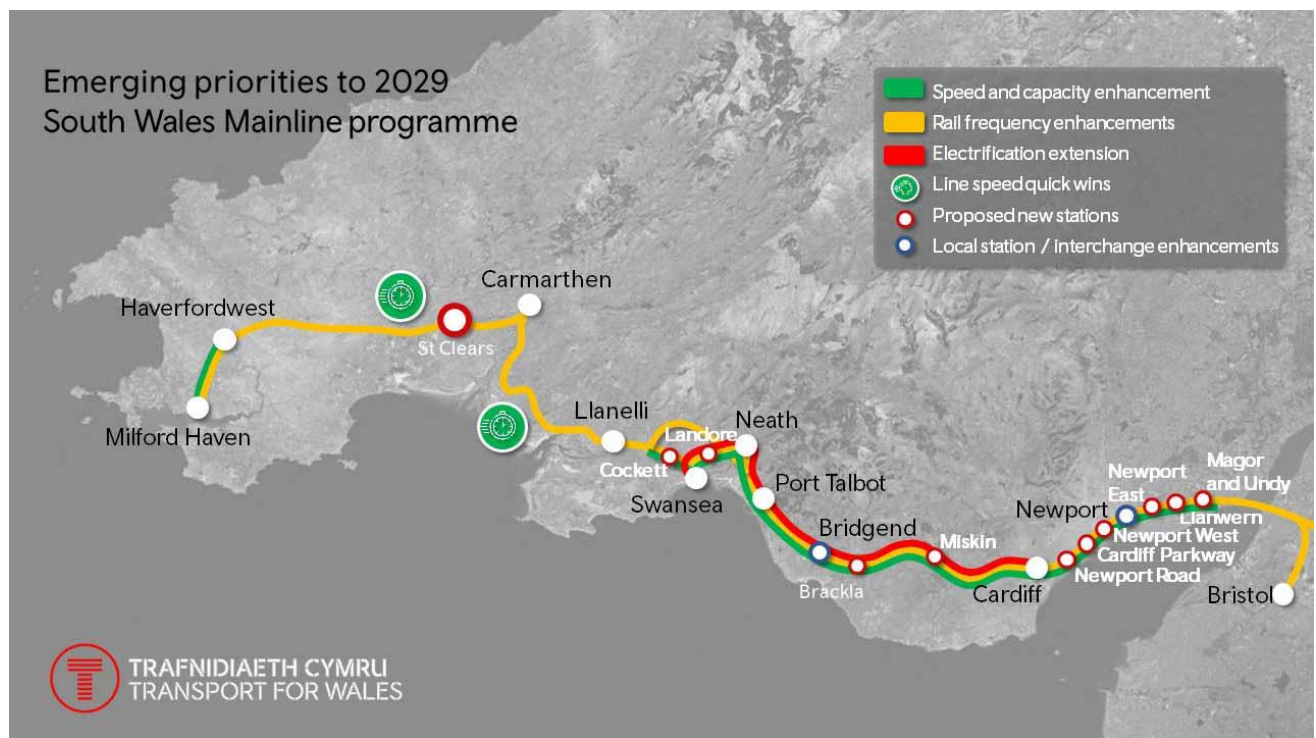 Emerging priorities to 2029
South Wales Mainline programme
Speed and capacity enhancement
Rail frequency enhancements
Electrification extension
Line speed quick wins
Proposed new stations
Local station / interchange enhancements
Haverfordwest
Milford Haven
St Clears
Carmarthen
Llanelli
Cockett
Landore
Swansea
Neath
Port Talbot
Bridgend
Brackla
Miskin
Cardiff
Newport
Newport
East
Magor
and Undy
Llanwern
Newport West
Cardiff Parkway
Newport Road
Bristol
TRAFNIDIAETH CYMRU
TRANSPORT FOR WALES